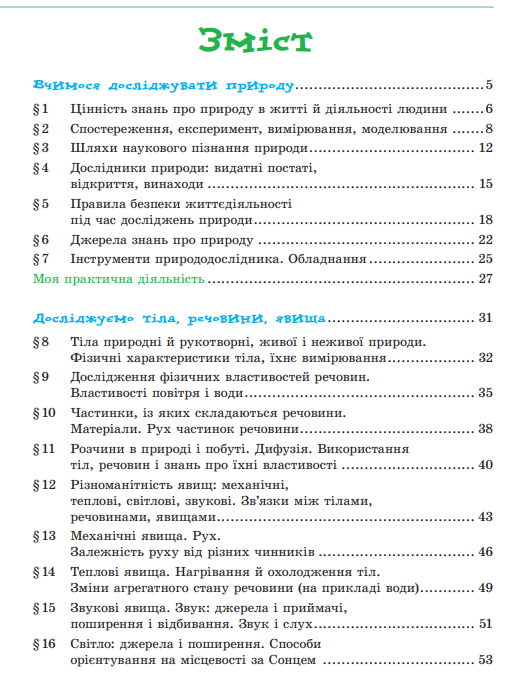 Зміст
Вчимося досліджувати природу.......................................5
§ 1 Цінність знань про природу в житті й діяльності людини .......6
§ 2 Спостереження, експеримент, вимірювання, моделювання .......8
§ 3 Шляхи наукового пізнання природи..................................12
§ 4 Дослідники природи: видатні постаті,
відкриття, винаходи ......................................................15
§ 5 Правила безпеки життєдіяльності
під час досліджень природи.............................................18
§ 6 Джерела знань про природу ............................................22
§ 7 Інструменти природодослідника. Обладнання.....................25
Моя практична діяльність......................................................27
Досліджуємо тіла, речовини, явища..............................31
§ 8 Тіла природні й рукотворні, живої і неживої природи.
Фізичні характеристики тіла, їхнє вимірювання..................32
§ 9 Дослідження фізичних властивостей речовин.
Властивості повітря і води...............................................35
§ 10 Частинки, із яких складаються речовини.
Матеріали. Рух частинок речовини...................................38
§ 11 Розчини в природі і побуті. Дифузія. Використання
тіл, речовин і знань про їхні властивості ...........................40
§ 12 Різноманітність явищ: механічні,
теплові, світлові, звукові. Зв’язки між тілами,
речовинами, явищами.....................................................43
§ 13 Механічні явища. Рух.
Залежність руху від різних чинників ................................46
§ 14 Теплові явища. Нагрівання й охолодження тіл.
Зміни агрегатного стану речовини (на прикладі води)...........49
§ 15 Звукові явища. Звук: джерела і приймачі,
поширення і відбивання. Звук і слух.................................51
§ 16 Світло: джерела і поширення. Способи
орієнтування на місцевості за Сонцем ...............................53